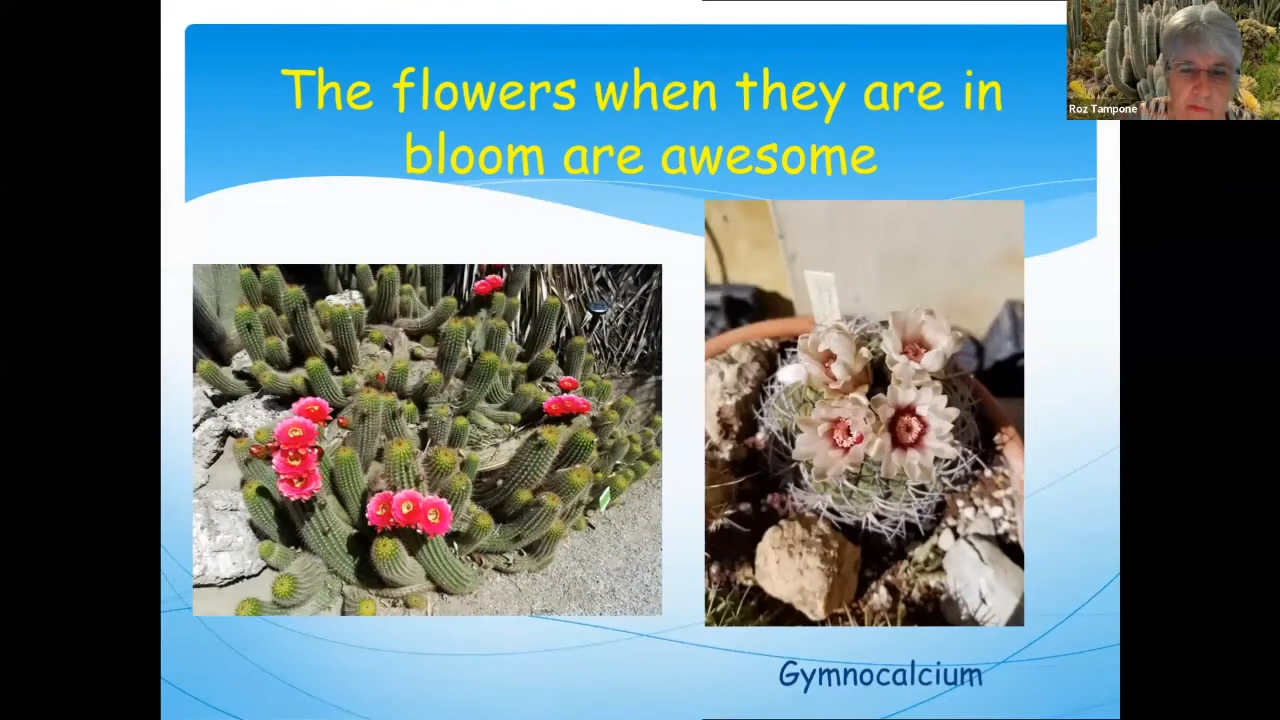 The flowers when they are in
bloom are awesome
Roz Tampone
Gymnocalcium